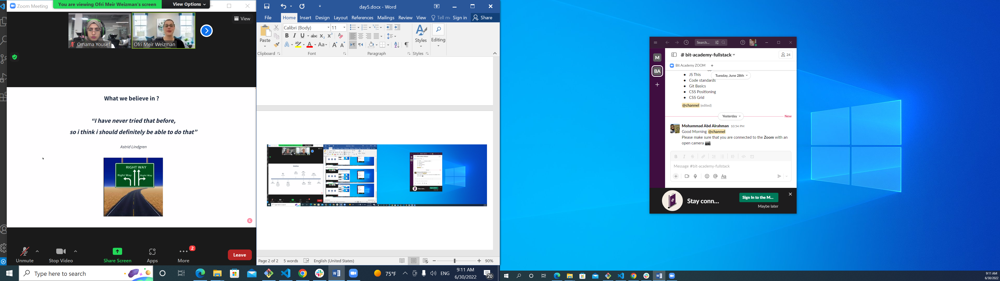 Zoom Meeting
You are viewing Ofri Meir Weizman's screen
View Options
View
Omama Yousef
Ofri Meir Weizman
What we believe in ?
“I have never tried that before,
so i think i should definitely be able to do that”
Astrid Lindgren
RIGHT WAY
Right Way
Right Way
Unmute
Stop Video
Share Screen
Apps
More
2
Leave
day5.docx - Word
File
Home
Insert
Design
Layout
References
Mailings
Review
View
Tell m
Sign in
Share
Calibri (Body)
11
Paste
Styles
Editing
Clipboard
Font
Paragraph
Styles
Page 2 of 2
5 words
English (United States)
90%
Type here to search
75°F
ENG
9:11 AM
6/30/2022
20
Search...
M
BA
# bit-academy-fullstack
24
Bit Academy ZOOM
Tuesday, June 28th
JS This
Code standards
Git Basics
CSS Positioning
CSS Grid
@channel (edited)
Yesterday
New
Mohammad Abd Alrahman 10:54 PM
Good Morning @channel
Please make sure that you are connected to the Zoom with an
open camera
Message #bit-academy-fullstack
Stay conn...
Sign In to the M...
Maybe later
9:11 AM
6/30/2022